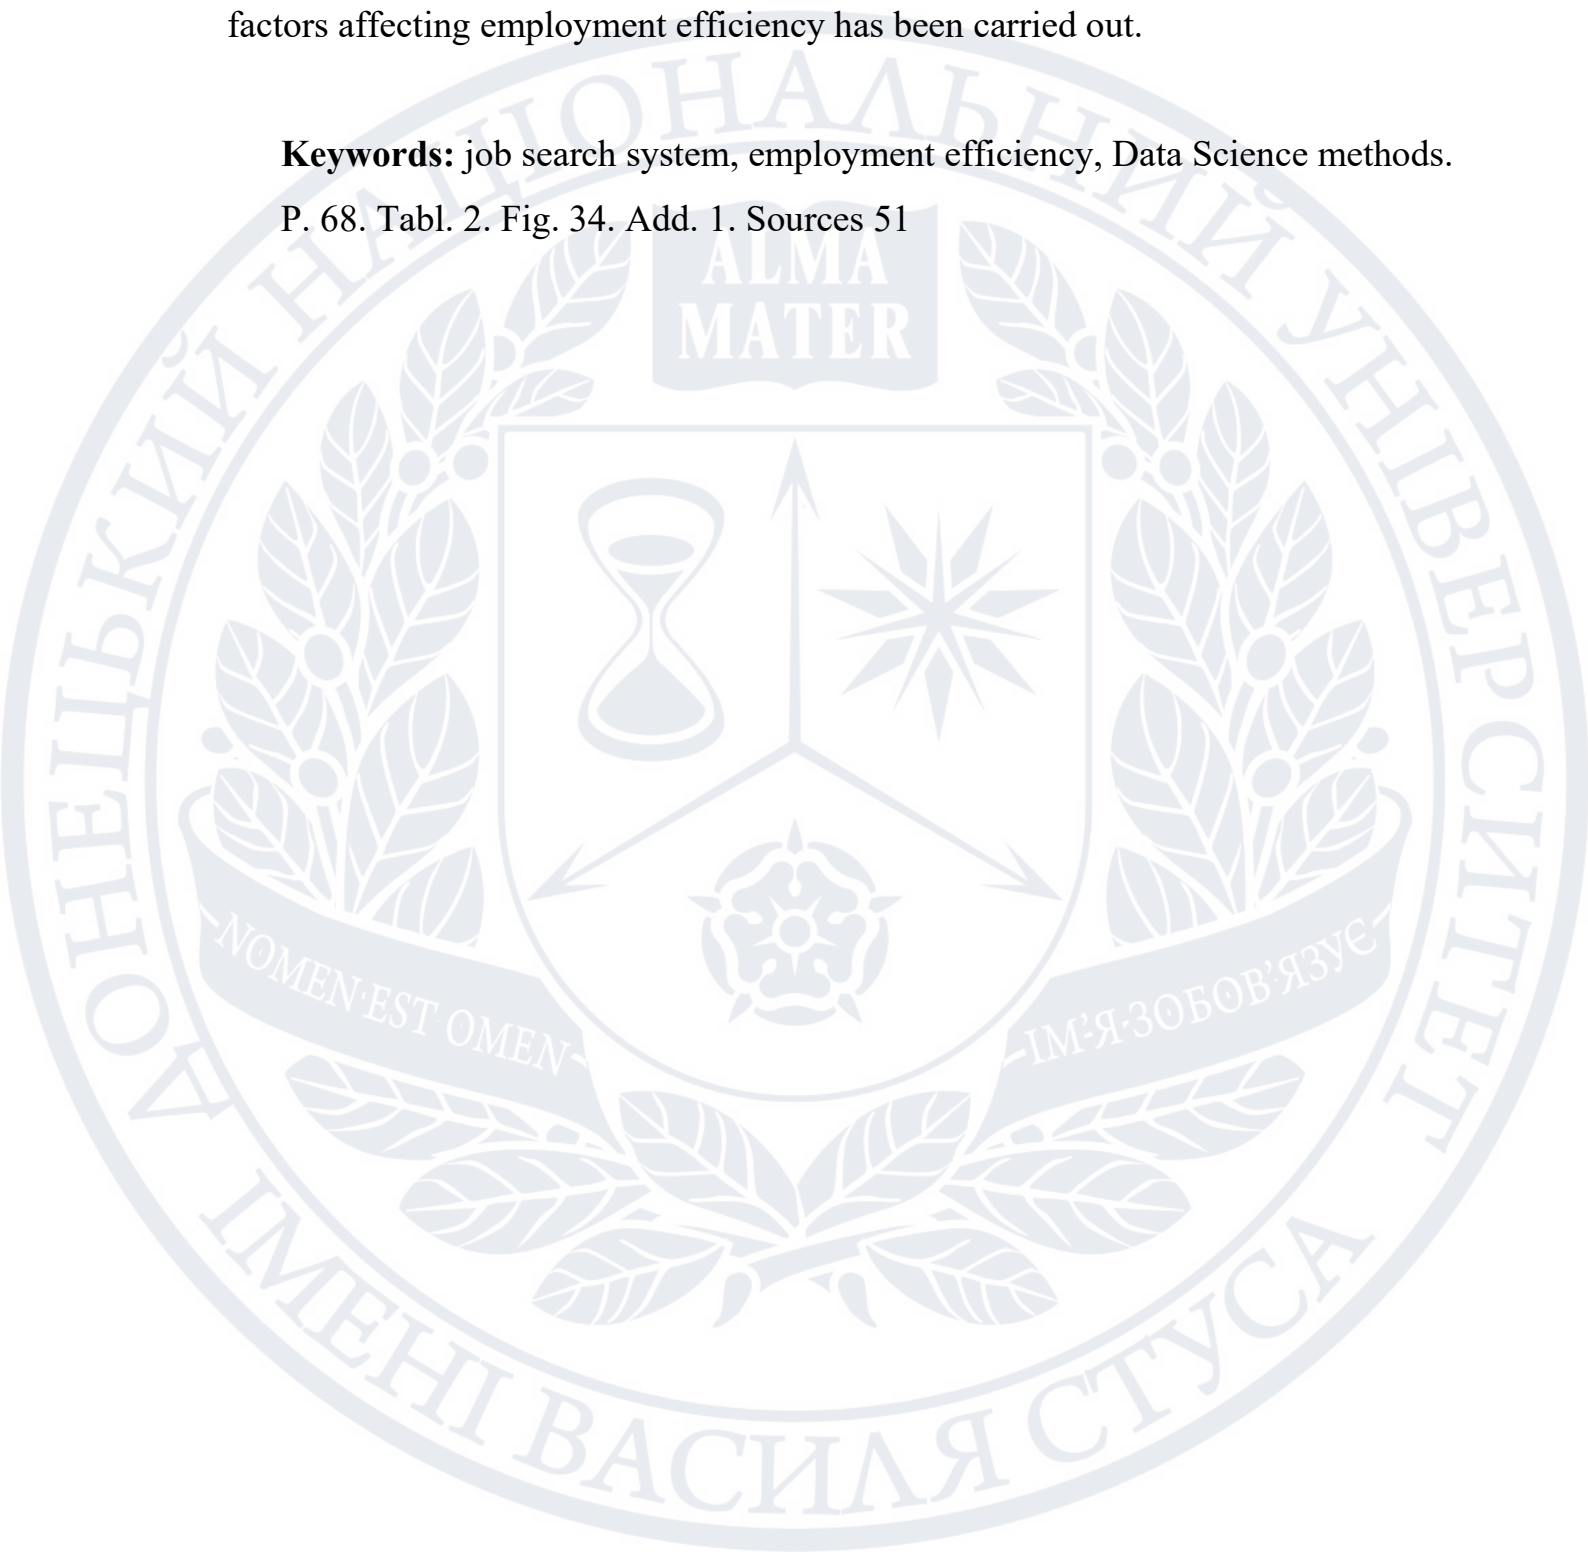 factors affecting employment efficiency has been carried out.
Keywords: job search system, employment efficiency, Data Science methods.
P. 68. Tabl. 2. Fig. 34. Add. 1. Sources 51
ДОНЕЦЬКИЙ НАЦІОНАЛЬНИЙ УНІВЕРСИТЕТ
ALMA
MATER
NOMEN·EST·OMEN
ІМ'Я·ЗОБОВ'ЯЗУЄ
ІМЕНІ ВАСИЛЯ СТУСА